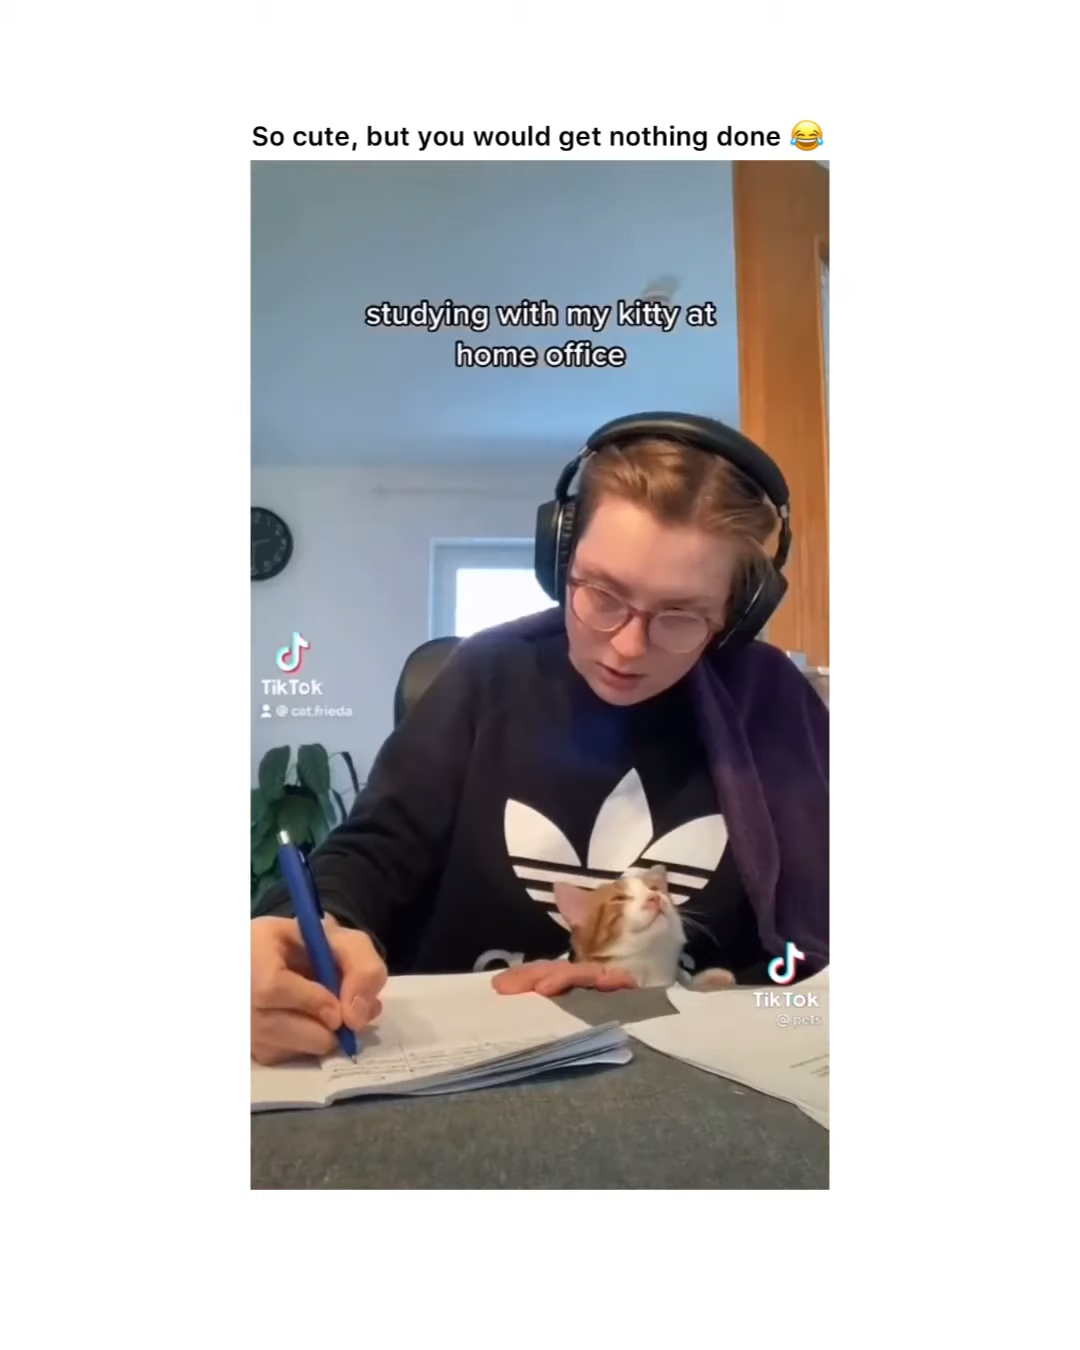 So cute, but you would get nothing done 😂
studying with my kitty at
home office
TikTok
@ cat.frieda
TikTok
@pets